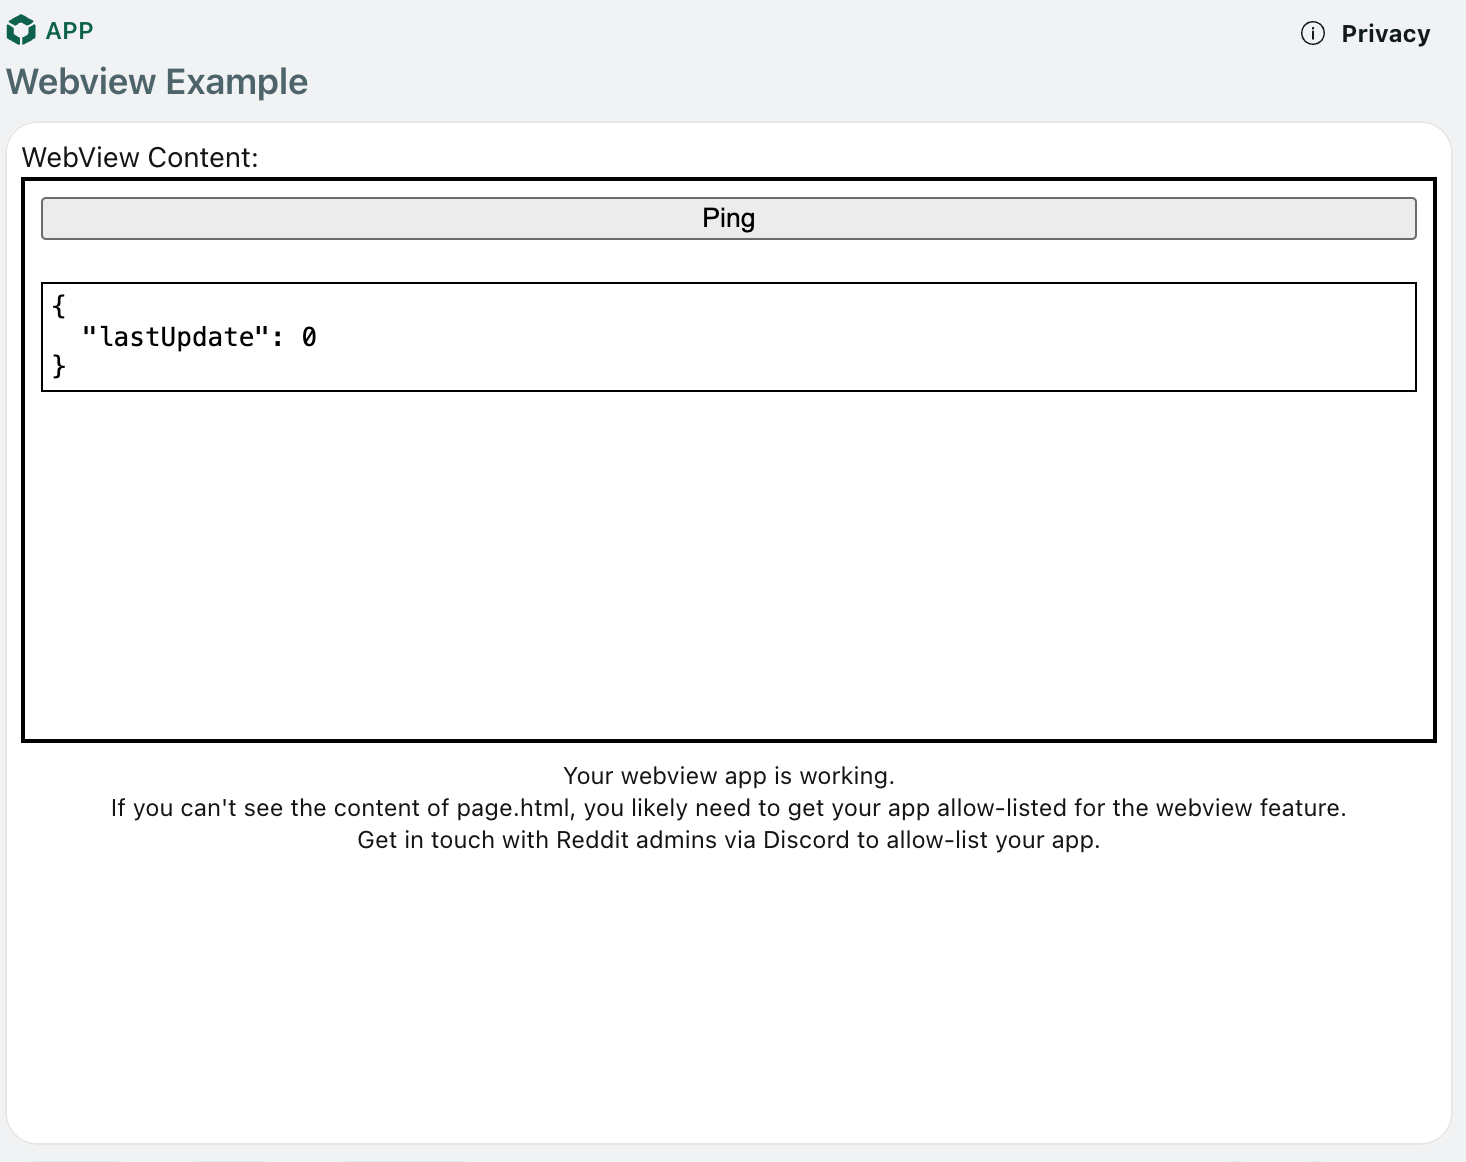 APP
Privacy
Webview Example
WebView Content:
Ping
{
  "lastUpdate": 0
}
Your webview app is working.
If you can't see the content of page.html, you likely need to get your app allow-listed for the webview feature.
Get in touch with Reddit admins via Discord to allow-list your app.